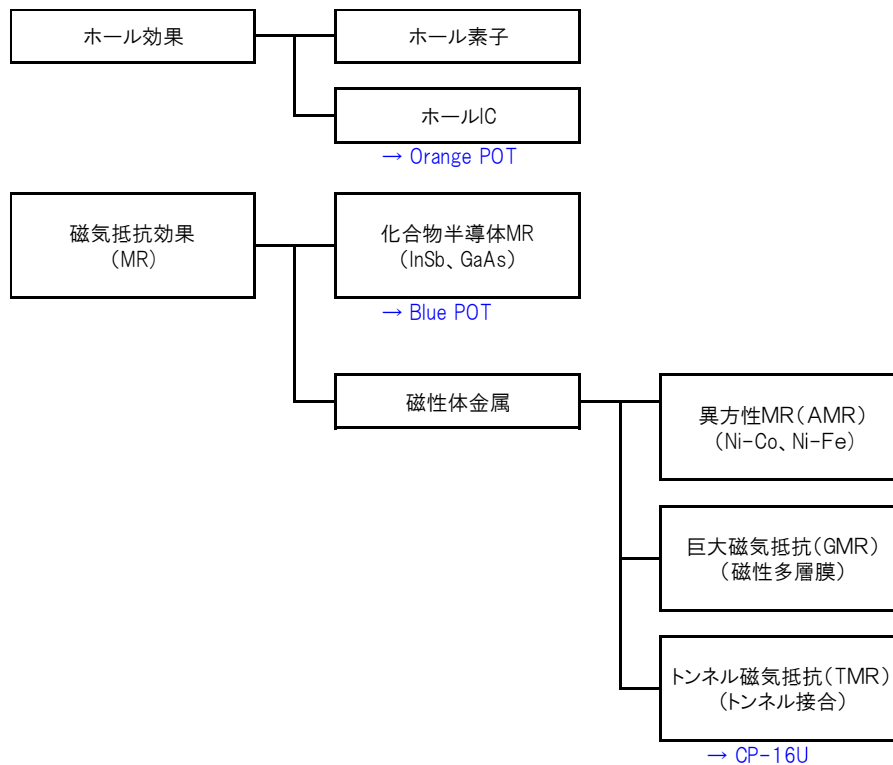 ホール効果
ホール素子
ホールIC
→ Orange POT
磁気抵抗効果
(MR)
化合物半導体MR
(InSb、GaAs)
→ Blue POT
磁性体金属
異方性MR(AMR)
(Ni-Co、Ni-Fe)
巨大磁気抵抗(GMR)
(磁性多層膜)
トンネル磁気抵抗(TMR)
(トンネル接合)
→ CP-16U